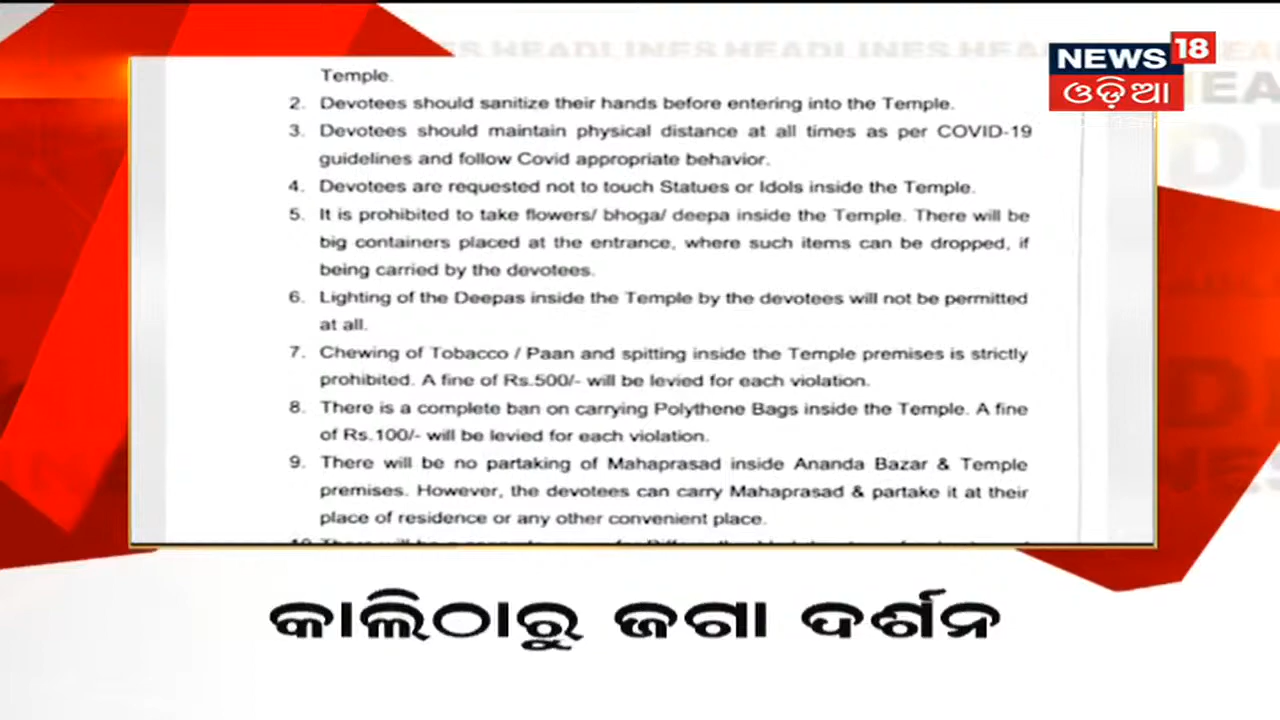 HEADLINES HEADLINES
NEWS 18
ଓଡ଼ିଆ
Temple.
2. Devotees should sanitize their hands before entering into the Temple.
3. Devotees should maintain physical distance at all times as per COVID-19
guidelines and follow Covid appropriate behavior.
4. Devotees are requested not to touch Statues or Idols inside the Temple.
5. It is prohibited to take flowers/ bhoga/ deepa inside the Temple. There will be
big containers placed at the entrance, where such items can be dropped, if
being carried by the devotees.
6. Lighting of the Deepas inside the Temple by the devotees will not be permitted
at all.
7. Chewing of Tobacco / Paan and spitting inside the Temple premises is strictly
prohibited. A fine of Rs.500/- will be levied for each violation.
8. There is a complete ban on carrying Polythene Bags inside the Temple. A fine
of Rs.100/- will be levied for each violation.
9. There will be no partaking of Mahaprasad inside Ananda Bazar & Temple
premises. However, the devotees can carry Mahaprasad & partake it at their
place of residence or any other convenient place.
କାଲିଠାରୁ ଜଗା ଦର୍ଶନ